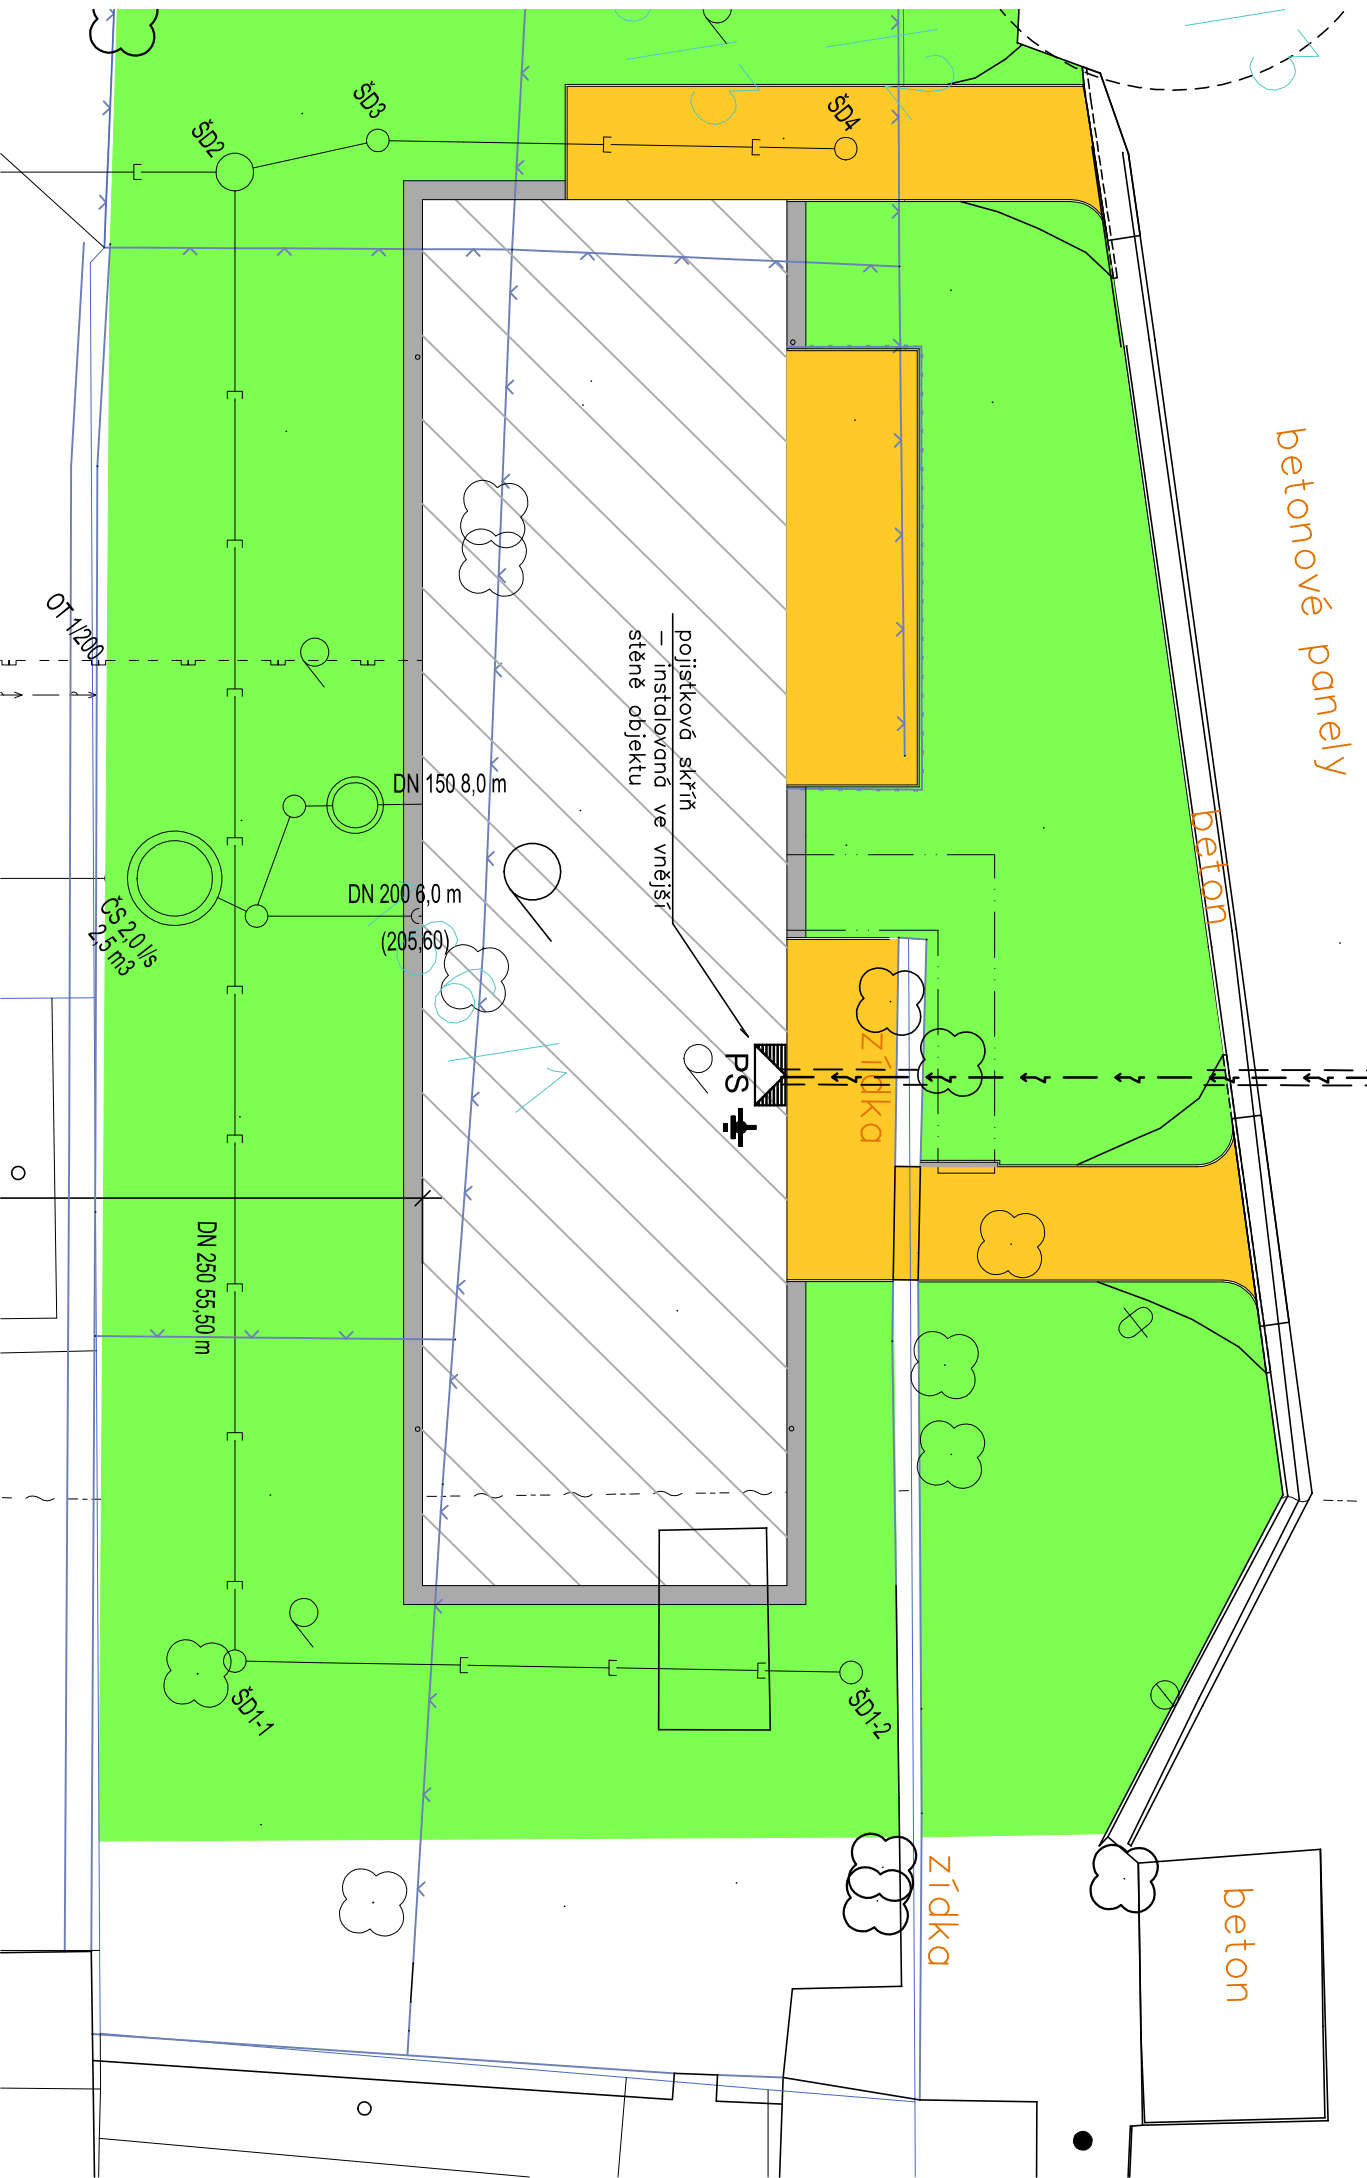 ŠD3
ŠD4
ŠD2
betonové panely
OT 1/200
pojistková skříň
– instalovaná ve vnější
stěně objektu
DN 150 8,0 m
beton
DN 200 6,0 m
(205,60)
ČS 2,0 l/s
2,5 m3
PS
zídka
DN 250 55,50 m
ŠD1-1
ŠD1-2
zídka
beton